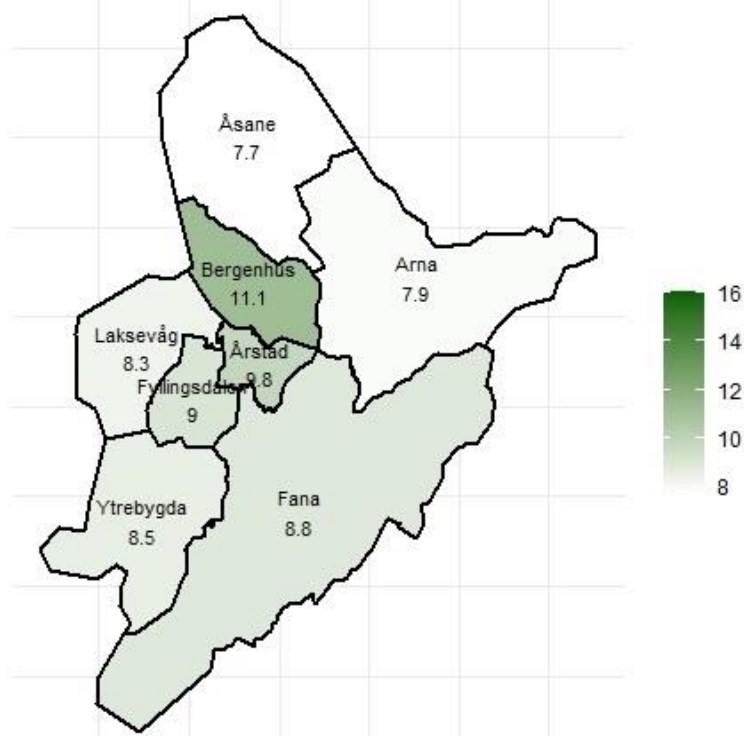 Åsane
7.7
Bergenhus
11.1
Arna
7.9
Laksevåg
8.3
Årstad
9.8
Fyllingsdalen
9
Fana
8.8
Ytrebygda
8.5
16
14
12
10
8